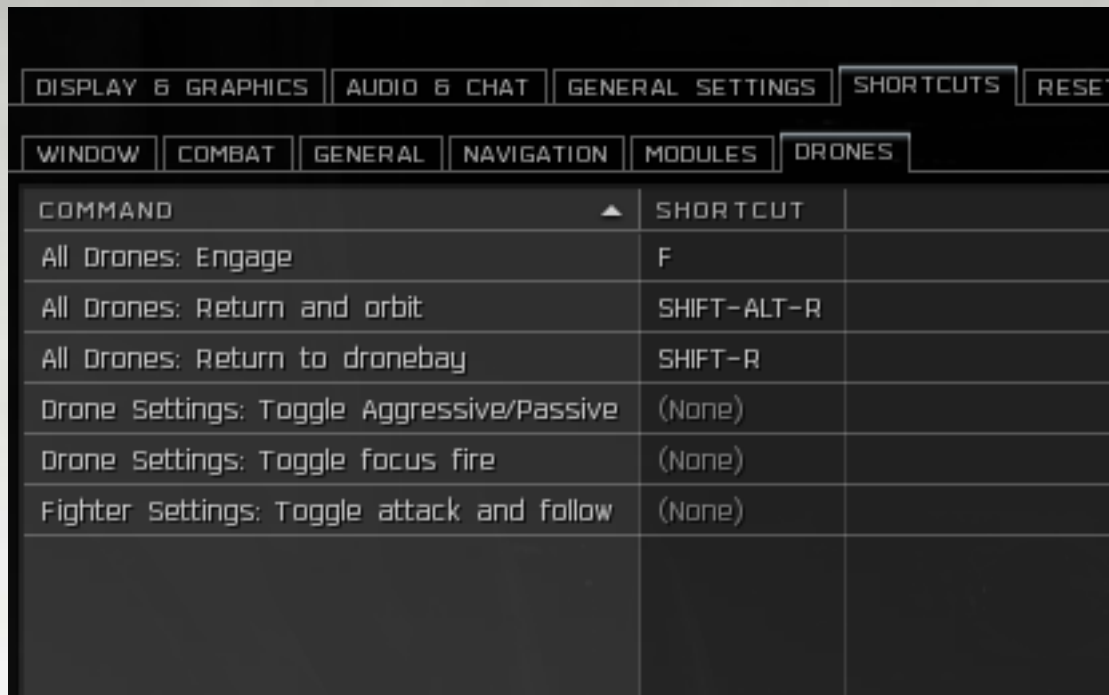 DISPLAY & GRAPHICS AUDIO & CHAT GENERAL SETTINGS SHORTCUTS
WINDOW COMBAT GENERAL NAVIGATION MODULES DRONES
COMMAND SHORTCUT
All Drones: Engage F
All Drones: Return and orbit SHIFT-ALT-R
All Drones: Return to dronebay SHIFT-R
Drone Settings: Toggle Aggressive/Passive (None)
Drone Settings: Toggle focus fire (None)
Fighter Settings: Toggle attack and follow (None)